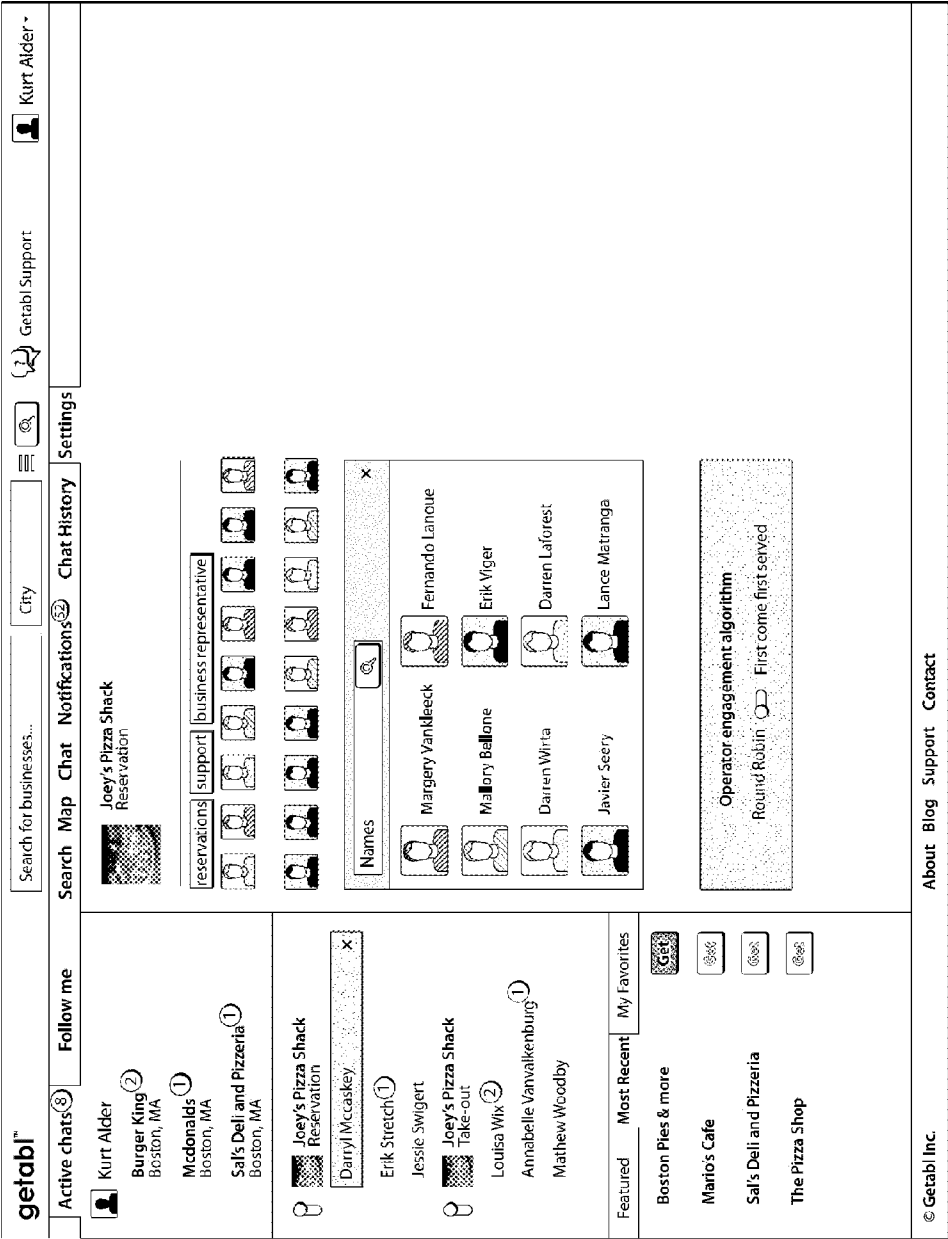 getabl™
Search for businesses...
City
Getabl Support
Kurt Alder
Active chats 8
Follow me
Search Map Chat Notifications 52 Chat History Settings
Kurt Alder
Burger King 2
Boston, MA
Mcdonalds 1
Boston, MA
Sal's Deli and Pizzeria 1
Boston, MA
Joey's Pizza Shack
Reservation
Darryl Mccaskey ×
Erik Stretch 1
Jessie Swigert
Joey's Pizza Shack
Take-out
Louisa Wix 2
Annabelle Vanvalkenburg 1
Mathew Woodby
Featured Most Recent My Favorites
Boston Pies & more Get
Mario's Cafe Get
Sal's Deli and Pizzeria Get
The Pizza Shop Get
Joey's Pizza Shack
Reservation
reservations support business representative
Names ×
Margery Vankleeck Fernando Lanoue
Mallory Bellone Erik Viger
Darren Wirta Darren Laforest
Javier Seery Lance Matranga
Operator engagement algorithm
Round Robin First come first served
© Getabl Inc.
About Blog Support Contact